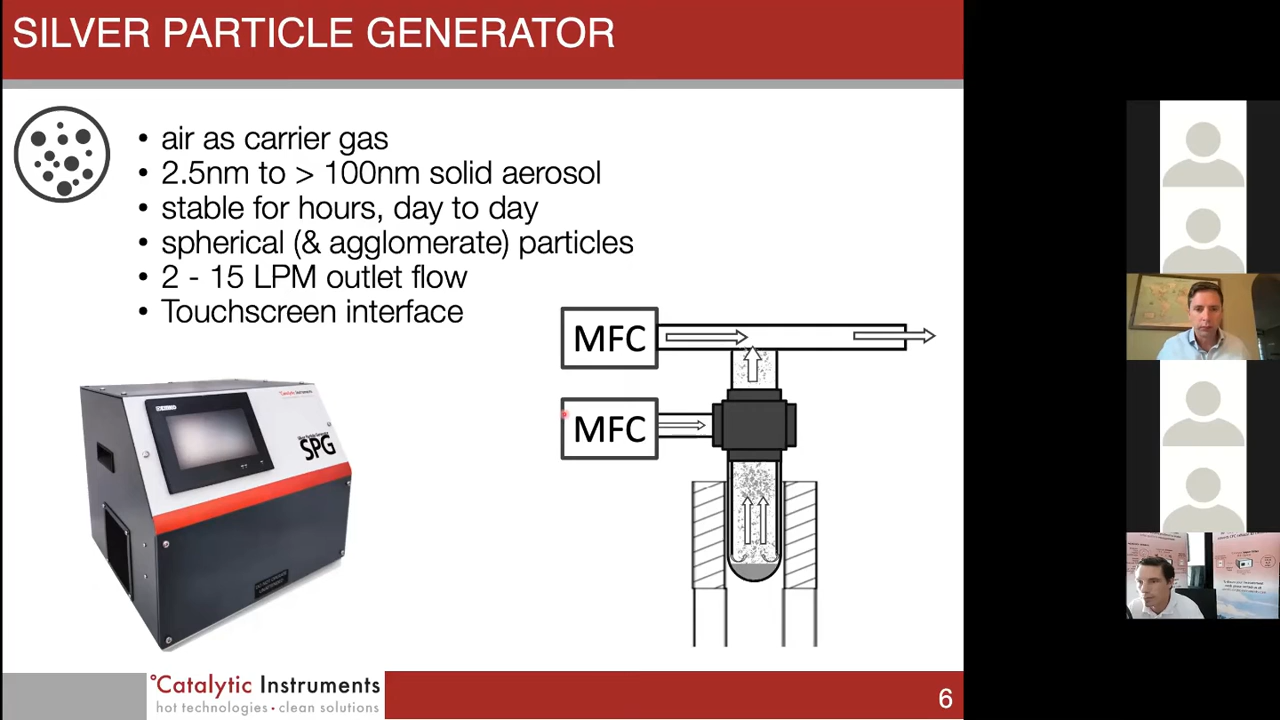 SILVER PARTICLE GENERATOR
• air as carrier gas
• 2.5nm to > 100nm solid aerosol
• stable for hours, day to day
• spherical (& agglomerate) particles
• 2 - 15 LPM outlet flow
• Touchscreen interface
MFC
MFC
SPG
°Catalytic Instruments
hot technologies • clean solutions
6